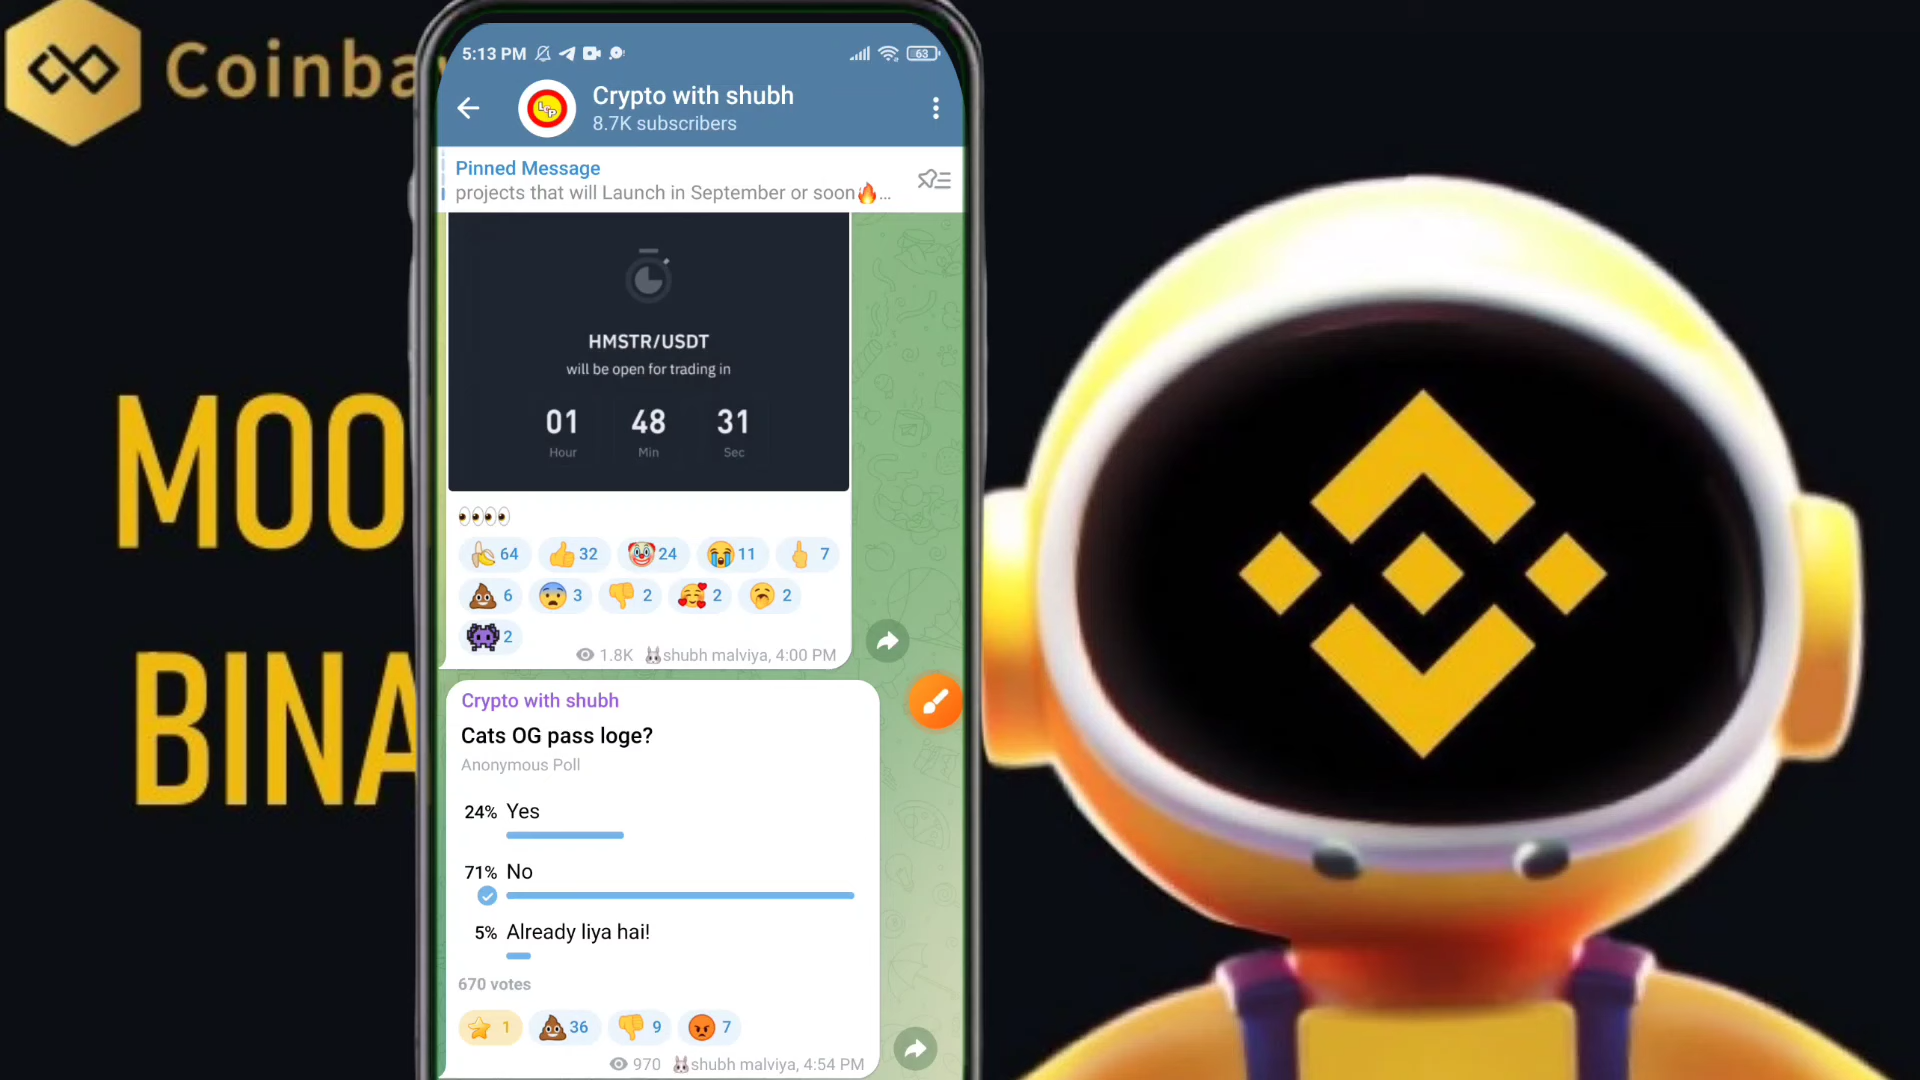 Coinba
MOO
BINA
5:13 PM
63
Crypto with shubh
8.7K subscribers
Pinned Message
projects that will Launch in September or soon🔥...
HMSTR/USDT
will be open for trading in
01 48 31
Hour Min Sec
👀👀
🍌 64 👍 32 🤡 24 😭 11 🖕 7
💩 6 😨 3 👎 2 🥰 2 🥱 2
👾 2
1.8K shubh malviya, 4:00 PM
Crypto with shubh
Cats OG pass loge?
Anonymous Poll
24% Yes
71% No
5% Already liya hai!
670 votes
⭐ 1 💩 36 👎 9 😡 7
970 shubh malviya, 4:54 PM